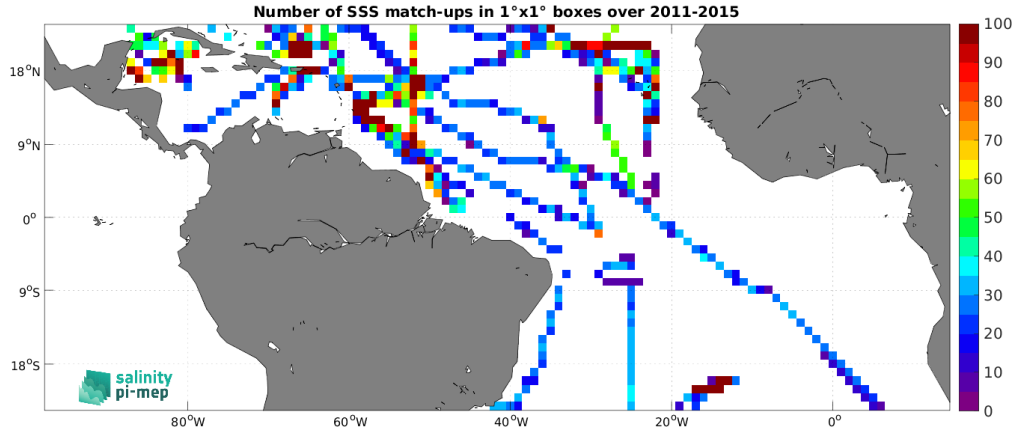 Number of SSS match-ups in 1°x1° boxes over 2011-2015
100
90
80
70
60
50
40
30
20
10
0
18°N
9°N
0°
9°S
18°S
80°W
60°W
40°W
20°W
0°
salinity
pi-mep